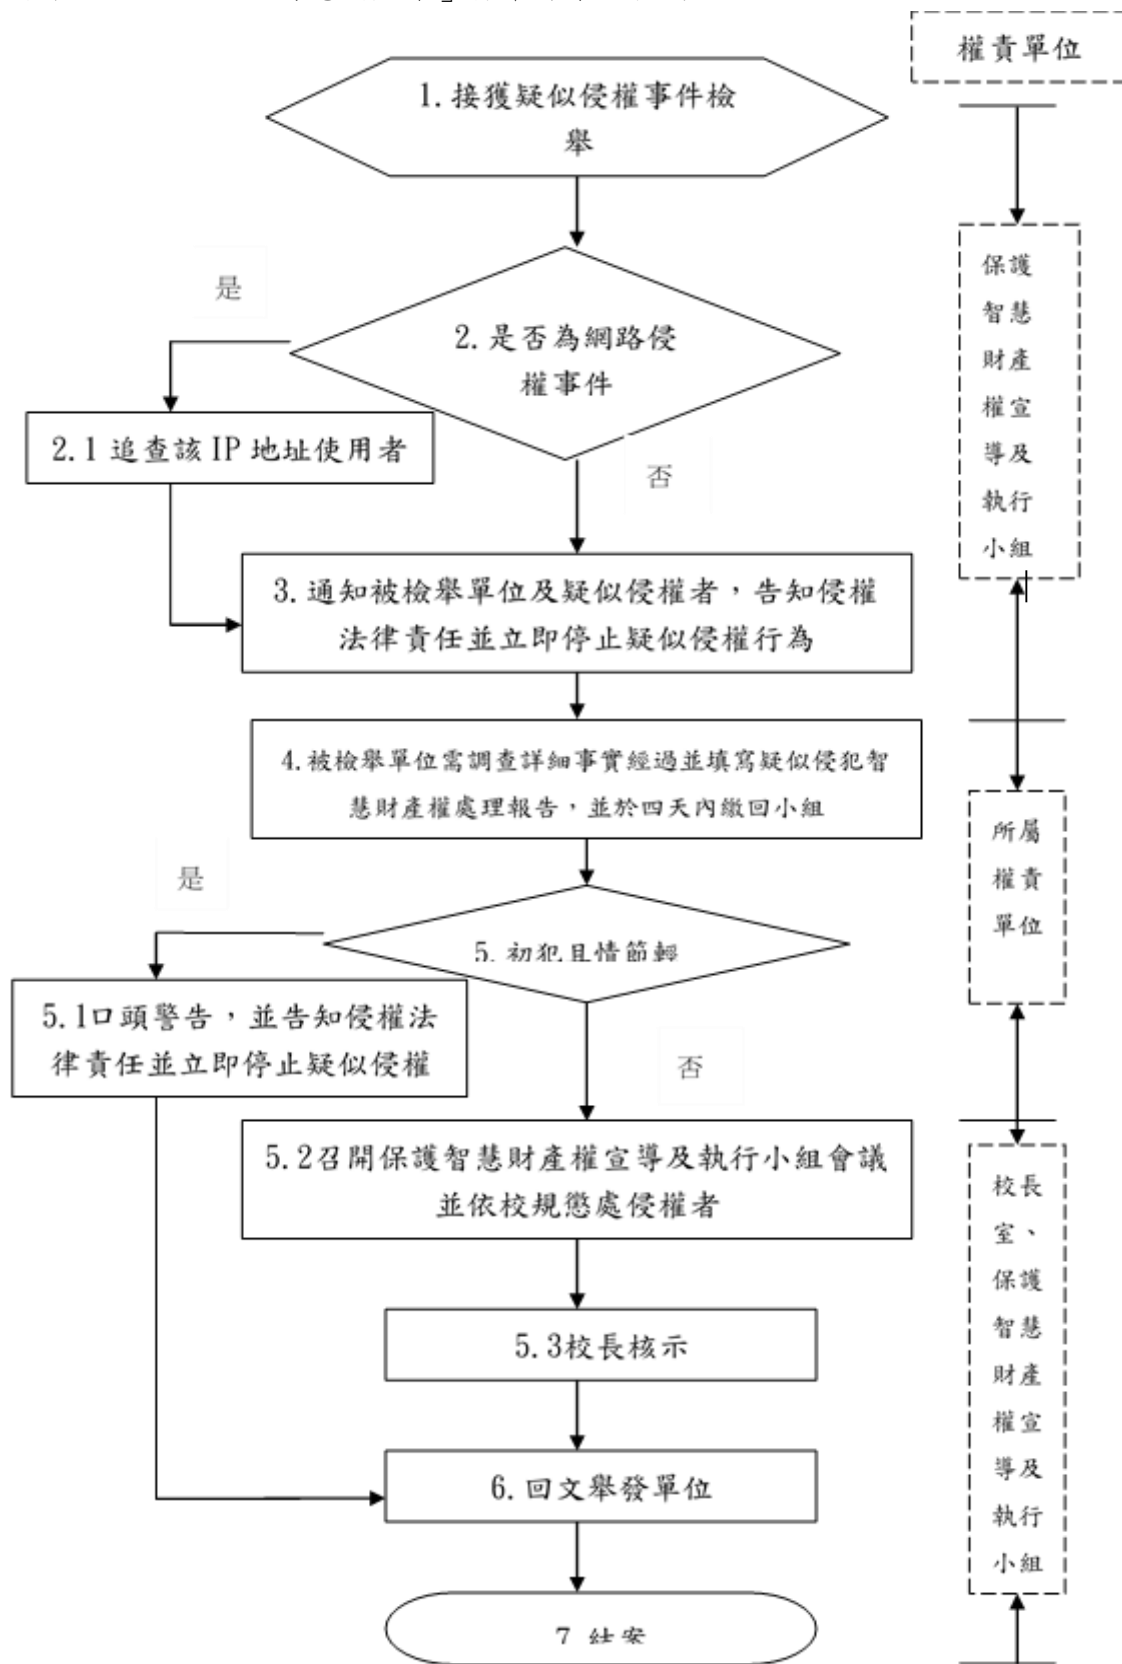 權責單位
1.接獲疑似侵權事件檢
舉
是
2.是否為網路侵
權事件
2.1 追查該 IP 地址使用者
否
3.通知被檢舉單位及疑似侵權者，告知侵權
法律責任並立即停止疑似侵權行為
4.被檢舉單位需調查詳細事實經過並填寫疑似侵犯智
慧財產權處理報告，並於四天內繳回小組
是
5.初犯且情節輕
5.1口頭警告，並告知侵權法
律責任並立即停止疑似侵權
否
5.2召開保護智慧財產權宣導及執行小組會議
並依校規懲處侵權者
5.3校長核示
6.回文舉發單位
7.結案
保護
智慧
財產
權宣
導及
執行
小組
所屬
權責
單位
校長
室、
保護
智慧
財產
權宣
導及
執行
小組